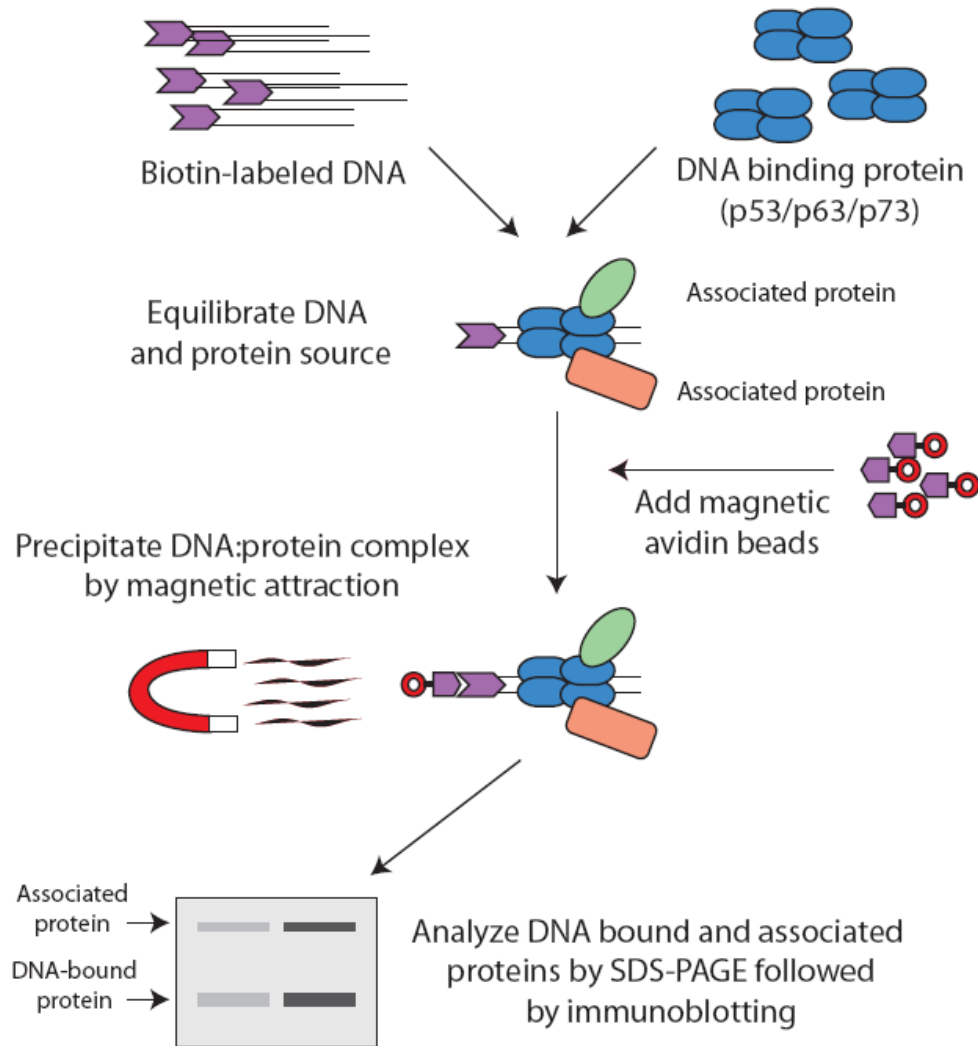 Biotin-labeled DNA
DNA binding protein
(p53/p63/p73)
Equilibrate DNA
and protein source
Associated protein
Associated protein
Add magnetic
avidin beads
Precipitate DNA:protein complex
by magnetic attraction
Associated
protein
DNA-bound
protein
Analyze DNA bound and associated
proteins by SDS-PAGE followed
by immunoblotting